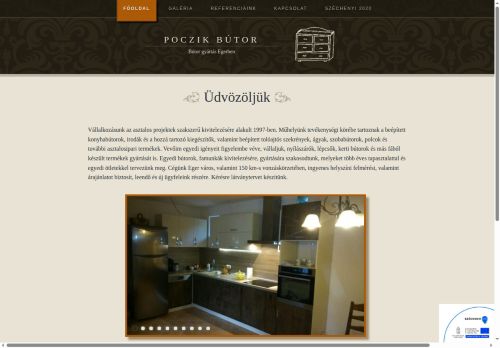 FŐOLDAL GALÉRIA REFERENCIÁINK KAPCSOLAT SZÉCHENYI 2020
POCZIK BÚTOR
Bútor gyártás Egerben
Üdvözöljük
Vállalkozásunk az asztalos projektek szakszerű kivitelezésére alakult 1997-ben. Műhelyünk tevékenységi körébe tartoznak a beépített
konyhabútorok, irodák és a hozzá tartozó kiegészítők, valamint beépített tolóajtós szekrények, ágyak, szobabútorok, polcok és
további asztalosipari termékek. Vevőim egyedi igényeit figyelembe véve, vállaljuk, nyílászárók, lépcsők, kerti bútorok és más fából
készült termékek gyártását is. Egyedi bútorok, famunkák kivitelezésére, gyártására szakosodtunk, melyeket több éves tapasztalattal és
egyedi ötletekkel tervezünk meg. Cégünk Eger város, valamint 150 km-s vonzáskörzetében, ingyenes helyszíni felmérést, valamint
árajánlatot biztosít, leendő és új ügyfeleink részére. Kérésre látványtervet készítünk.